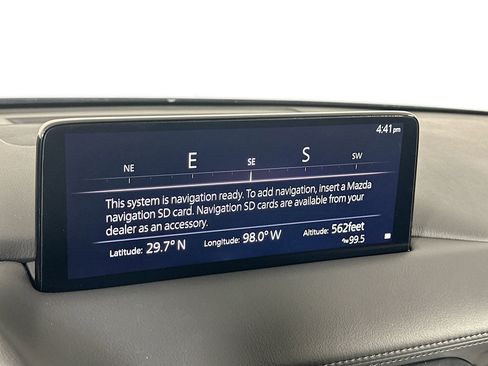 4:41 pm
NE E SE S SW
This system is navigation ready. To add navigation, insert a Mazda
navigation SD card. Navigation SD cards are available from your
dealer as an accessory.
Latitude: 29.7° N Longitude: 98.0° W Altitude: 562feet
99.5